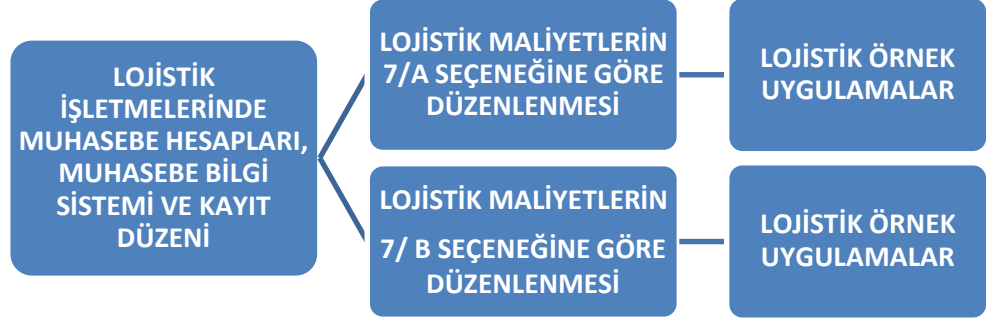 LOJİSTİK
İŞLETMELERİNDE
MUHASEBE HESAPLARI,
MUHASEBE BİLGİ
SİSTEMİ VE KAYIT
DÜZENİ
LOJİSTİK MALİYETLERİN
7/A SEÇENEĞİNE GÖRE
DÜZENLENMESİ
LOJİSTİK ÖRNEK
UYGULAMALAR
LOJİSTİK MALİYETLERİN
7/ B SEÇENEĞİNE GÖRE
DÜZENLENMESİ
LOJİSTİK ÖRNEK
UYGULAMALAR